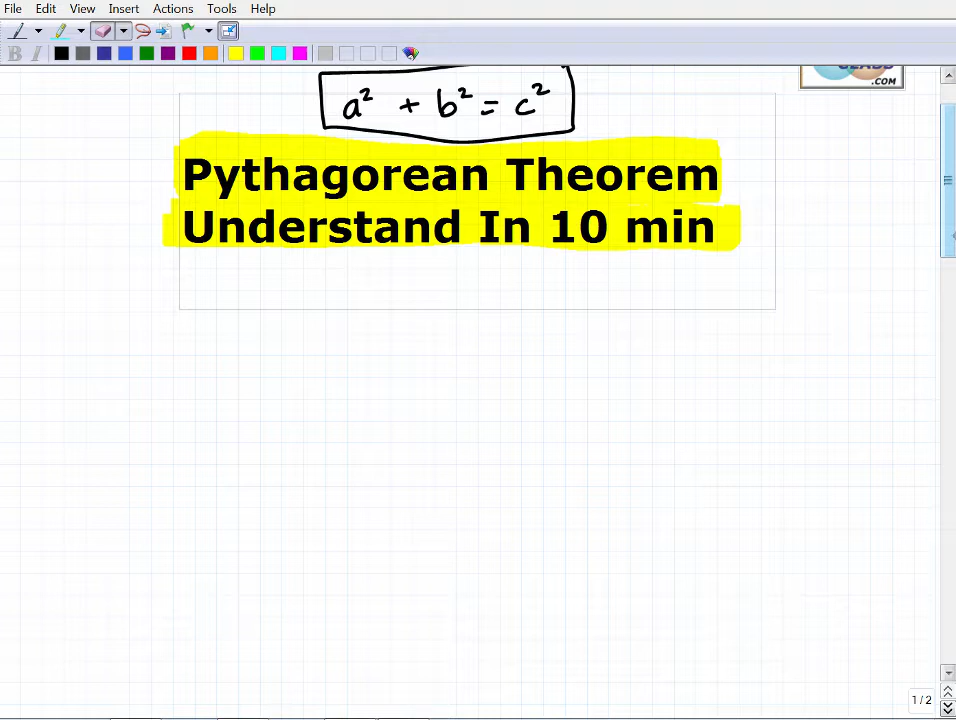 File Edit View Insert Actions Tools Help
B I
.COM
a² + b² = c²
Pythagorean Theorem
Understand In 10 min
1 / 2